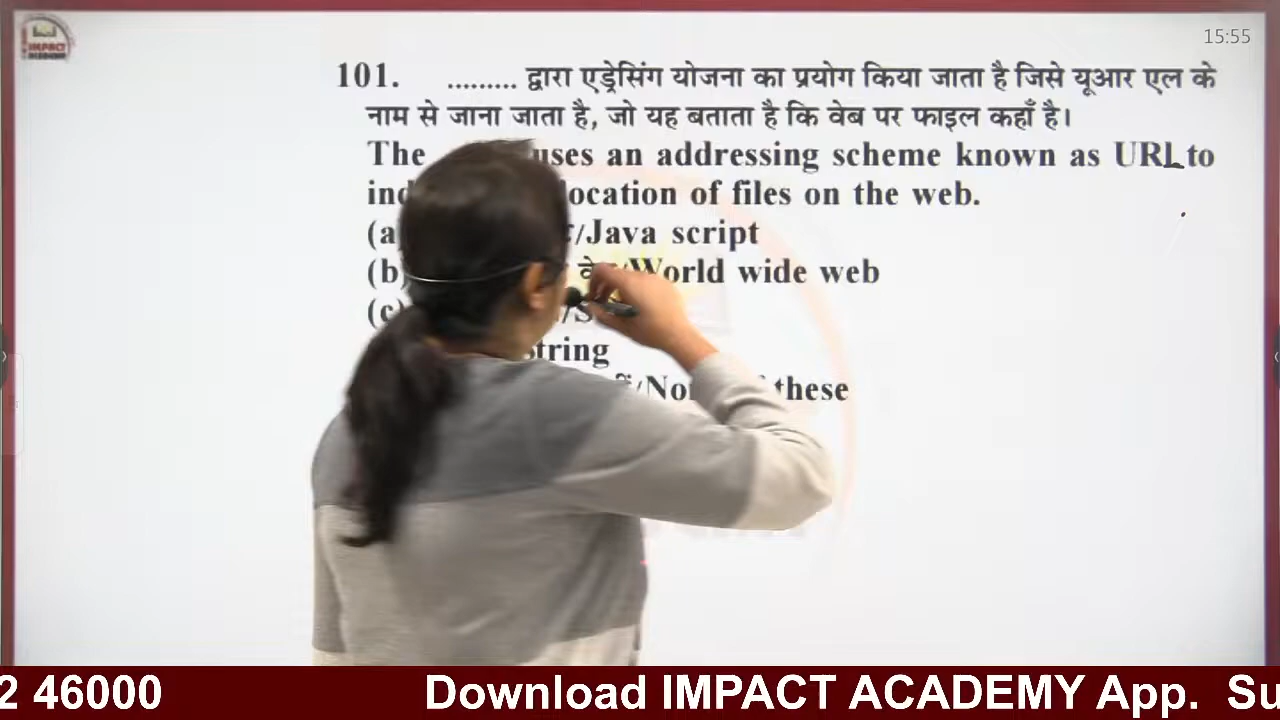 IMPACT
ACADEMY
15:55
101. ......... द्वारा एड्रेसिंग योजना का प्रयोग किया जाता है जिसे यूआर एल के
नाम से जाना जाता है, जो यह बताता है कि वेब पर फाइल कहाँ है।
The uses an addressing scheme known as URL to
of files on the web.
/Java script
वेब/World wide web
these
2 46000 Download IMPACT ACADEMY App.